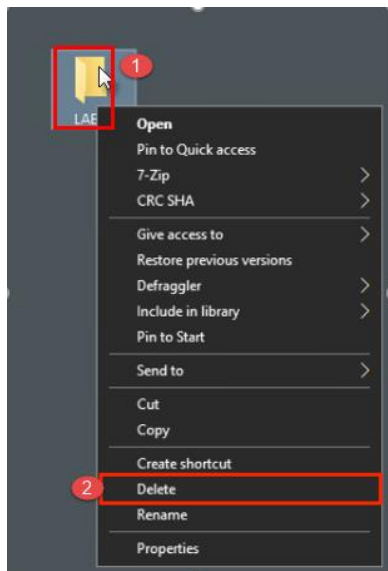 1
LAB
Open
Pin to Quick access
7-Zip
CRC SHA
Give access to
Restore previous versions
Defraggler
Include in library
Pin to Start
Send to
Cut
Copy
Create shortcut
2
Delete
Rename
Properties